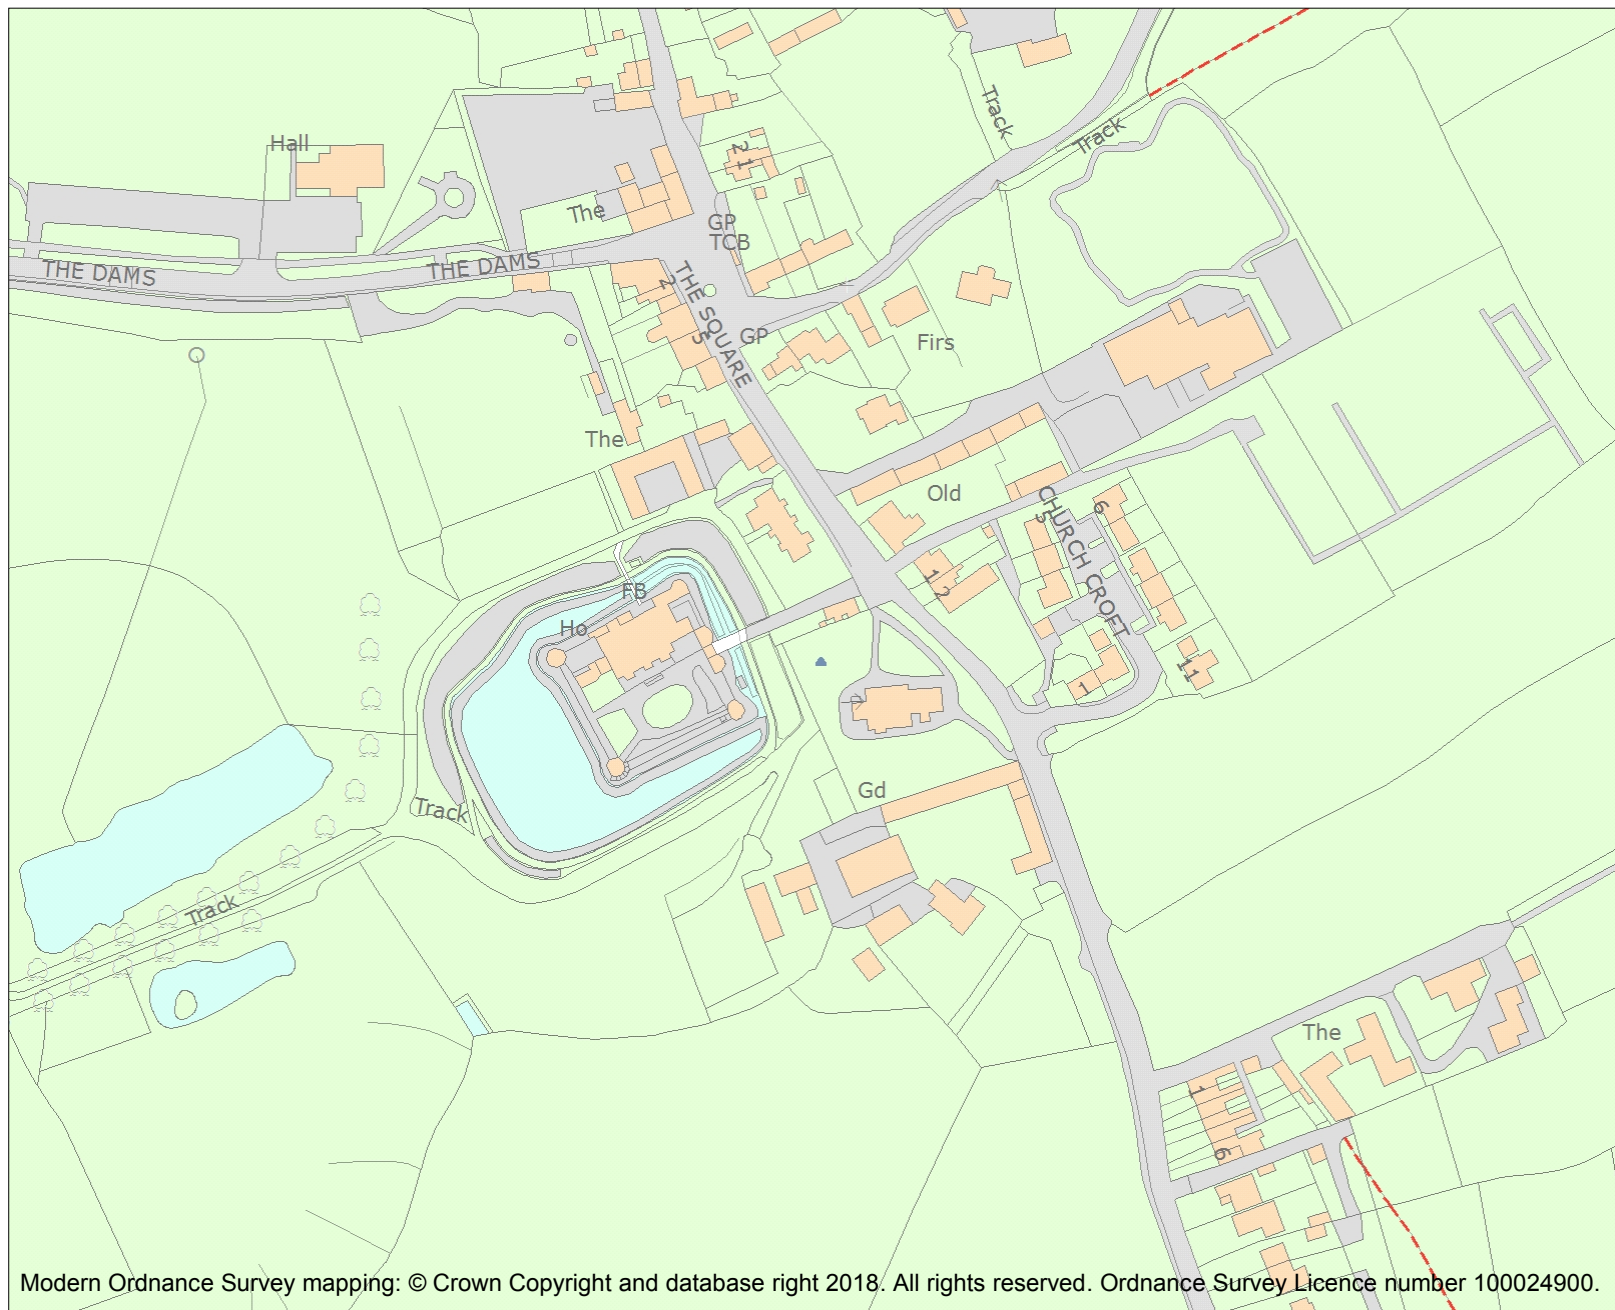 Track
Track
Hall
2 1
The
GP
TCB
THE DAMS
THE DAMS
2
THE SQUARE
5
GP
Firs
The
Old
CHURCH CROFT
5
6
1 2
FB
Ho
11
1
Gd
Track
Track
The
1
6
Modern Ordnance Survey mapping: © Crown Copyright and database right 2018. All rights reserved. Ordnance Survey Licence number 100024900.